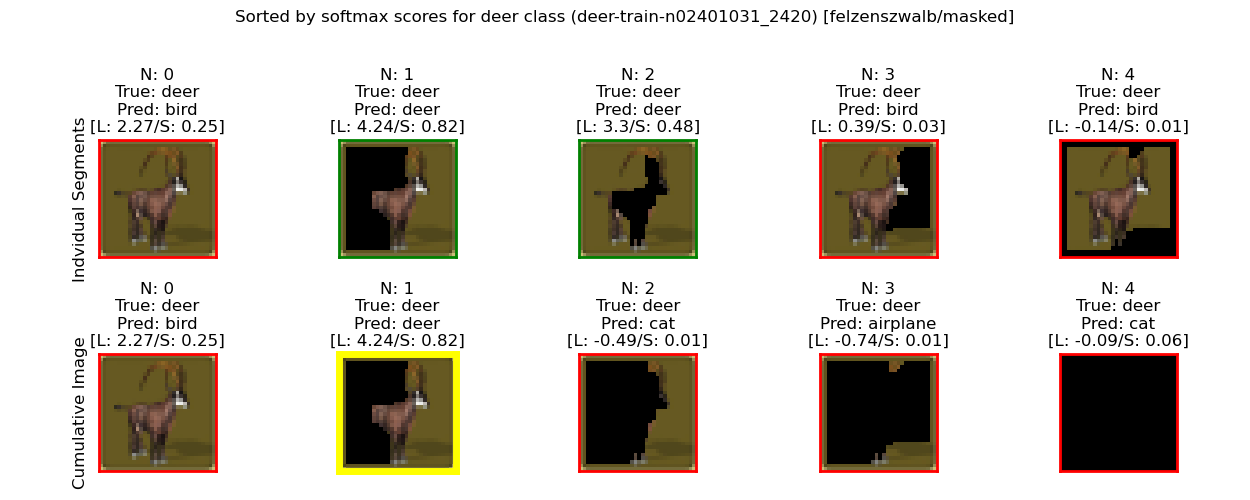 Sorted by softmax scores for deer class (deer-train-n02401031_2420) [felzenszwalb/masked]
Indvidual Segments
N: 0
True: deer
Pred: bird
[L: 2.27/S: 0.25]
N: 1
True: deer
Pred: deer
[L: 4.24/S: 0.82]
N: 2
True: deer
Pred: deer
[L: 3.3/S: 0.48]
N: 3
True: deer
Pred: bird
[L: 0.39/S: 0.03]
N: 4
True: deer
Pred: bird
[L: -0.14/S: 0.01]
Cumulative Image
N: 0
True: deer
Pred: bird
[L: 2.27/S: 0.25]
N: 1
True: deer
Pred: deer
[L: 4.24/S: 0.82]
N: 2
True: deer
Pred: cat
[L: -0.49/S: 0.01]
N: 3
True: deer
Pred: airplane
[L: -0.74/S: 0.01]
N: 4
True: deer
Pred: cat
[L: -0.09/S: 0.06]